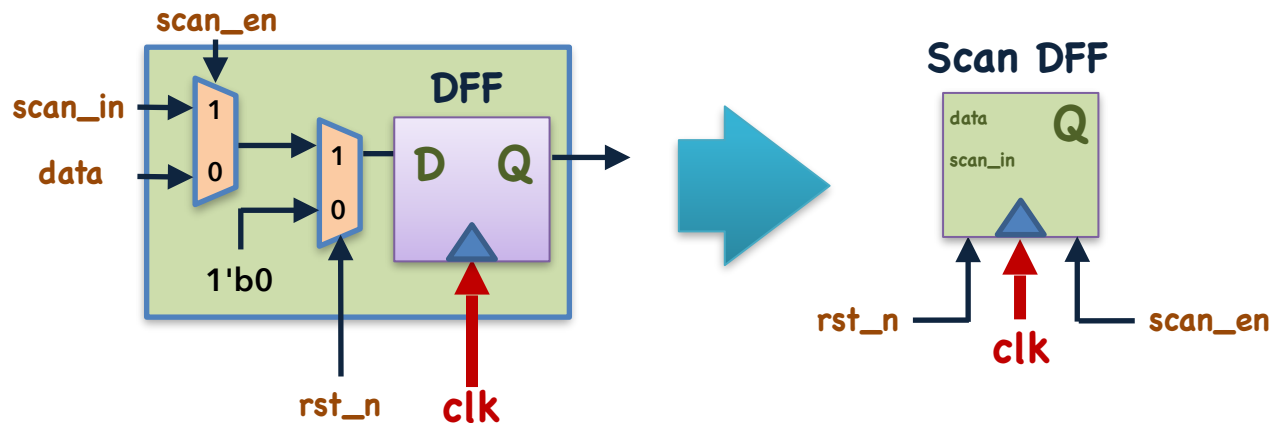 scan_en
scan_in
data
1
0
1
0
1'b0
DFF
D
Q
rst_n
clk
Scan DFF
data
Q
scan_in
rst_n
clk
scan_en